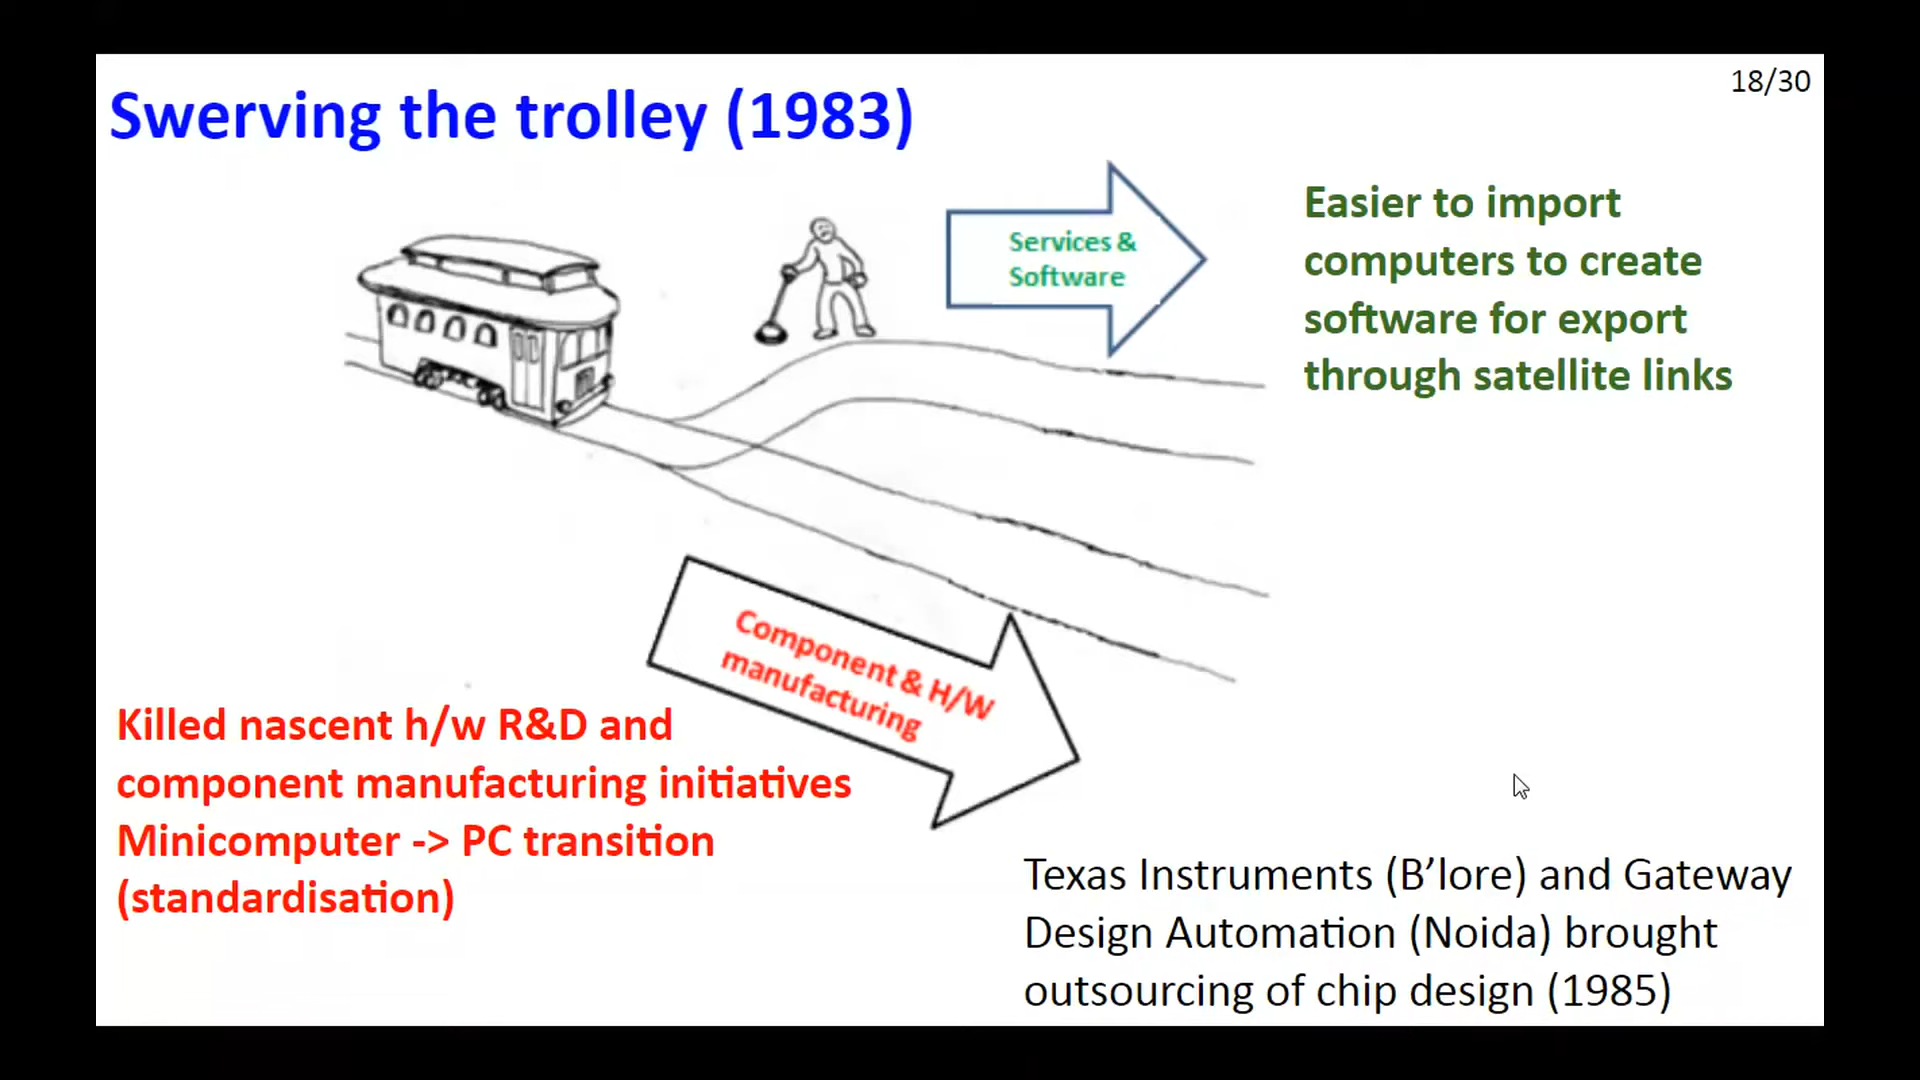 18/30
Swerving the trolley (1983)
Services &
Software
Easier to import
computers to create
software for export
through satellite links
Component & H/W
manufacturing
Killed nascent h/w R&D and
component manufacturing initiatives
Minicomputer -> PC transition
(standardisation)
Texas Instruments (B’lore) and Gateway
Design Automation (Noida) brought
outsourcing of chip design (1985)